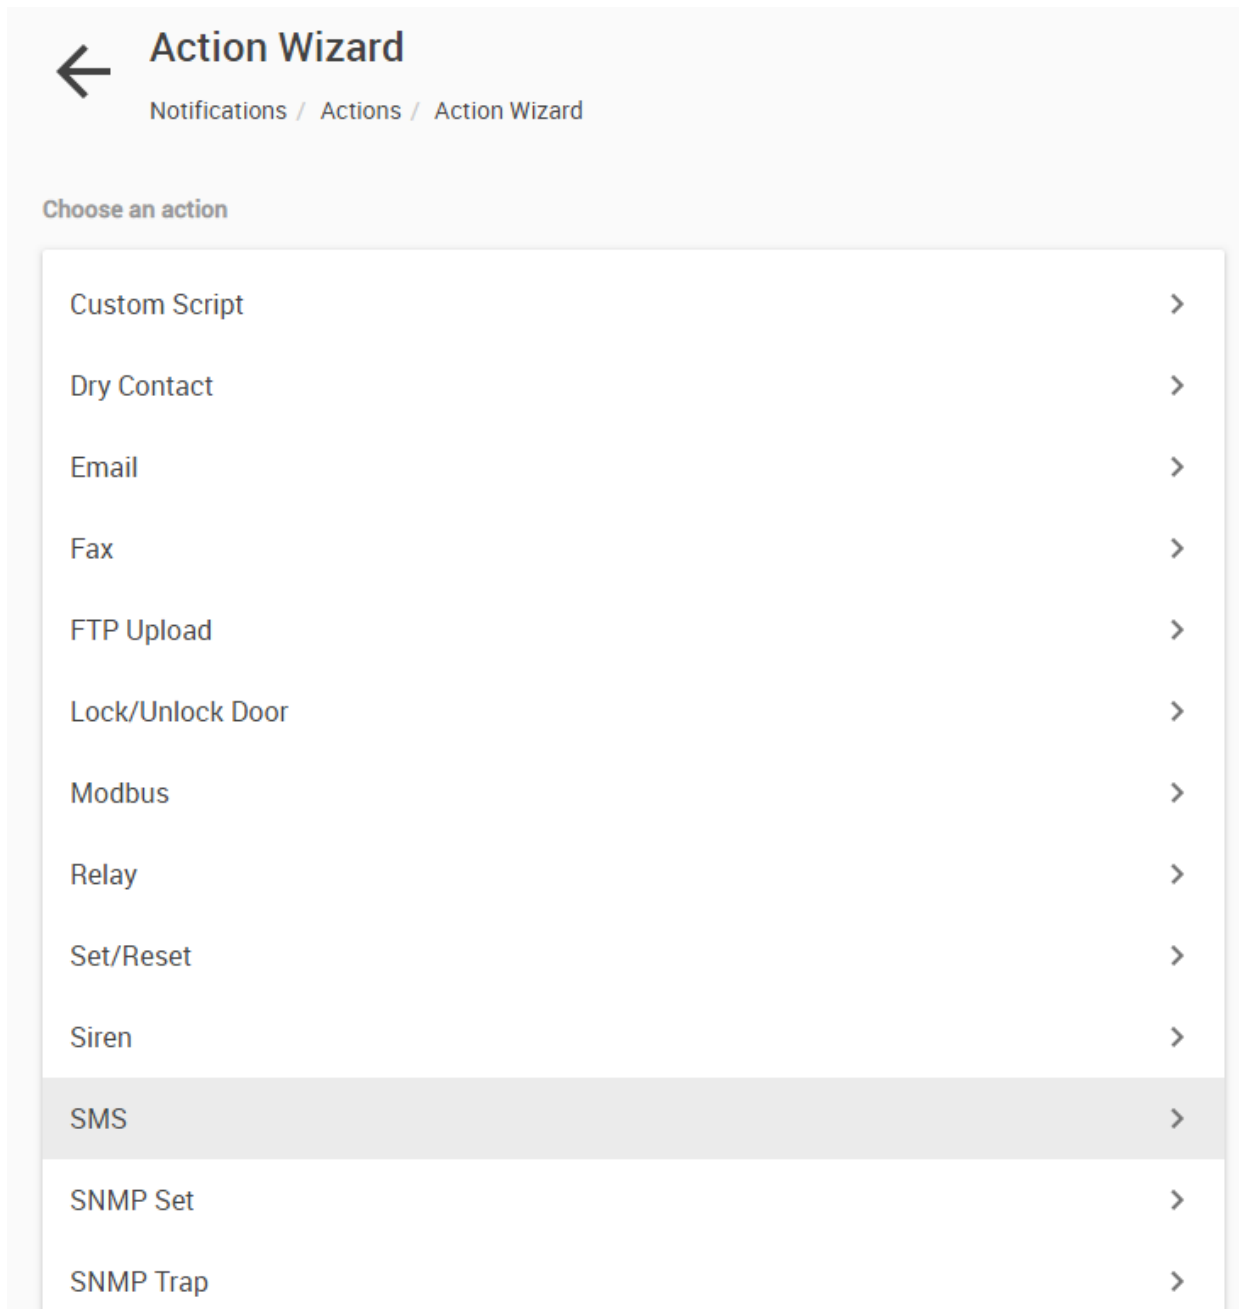 Action Wizard
Notifications / Actions / Action Wizard
Choose an action
Custom Script
Dry Contact
Email
Fax
FTP Upload
Lock/Unlock Door
Modbus
Relay
Set/Reset
Siren
SMS
SNMP Set
SNMP Trap